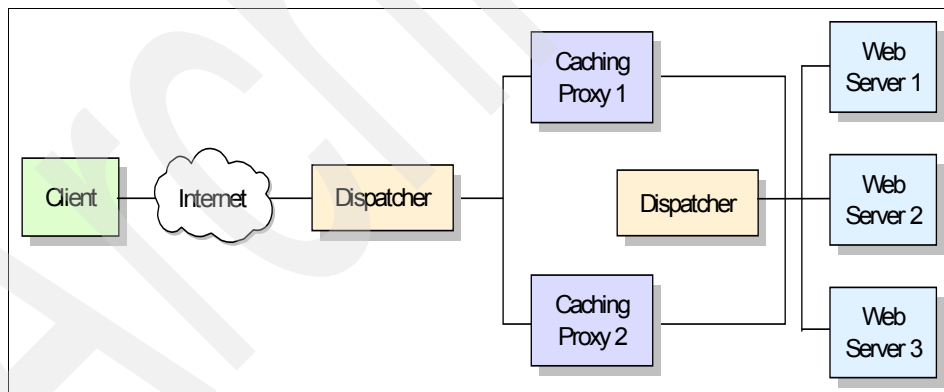 Client
Internet
Dispatcher
Caching
Proxy 1
Caching
Proxy 2
Dispatcher
Web
Server 1
Web
Server 2
Web
Server 3